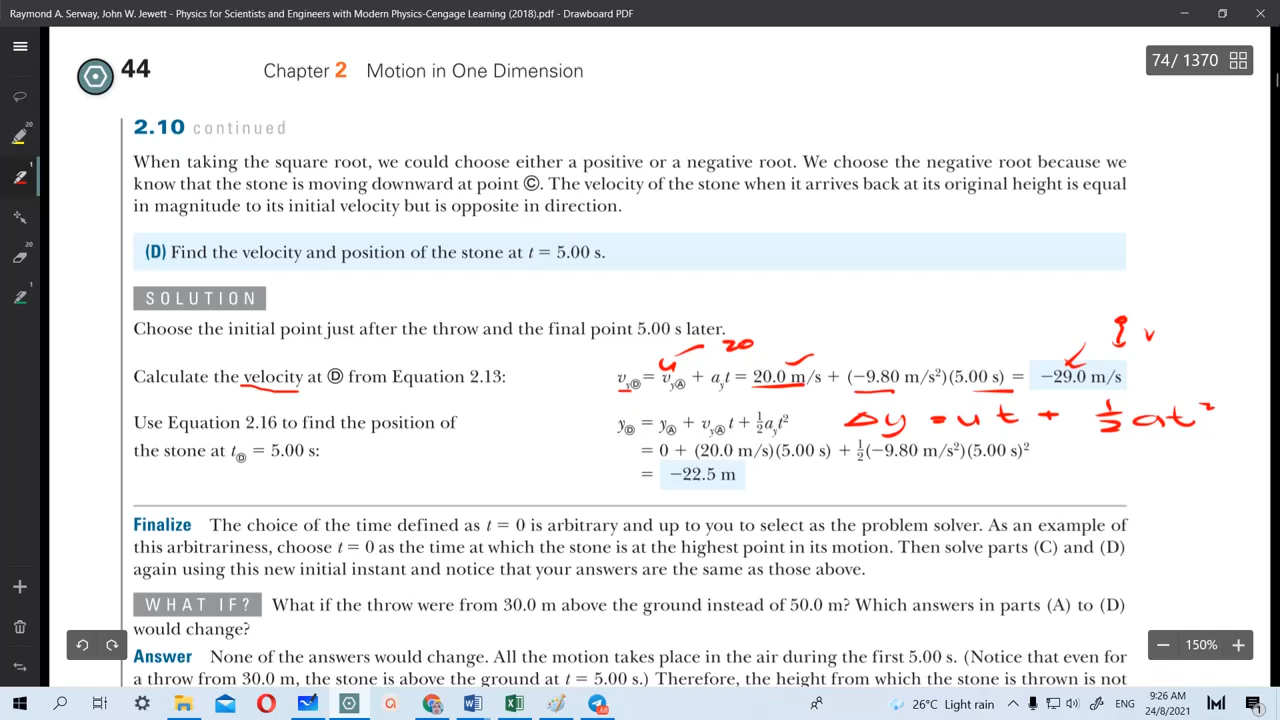 Raymond A. Serway, John W. Jewett - Physics for Scientists and Engineers with Modern Physics-Cengage Learning (2018).pdf - Drawboard PDF
44 Chapter 2 Motion in One Dimension
74/ 1370
2.10 continued
When taking the square root, we could choose either a positive or a negative root. We choose the negative root because we
know that the stone is moving downward at point Ⓒ. The velocity of the stone when it arrives back at its original height is equal
in magnitude to its initial velocity but is opposite in direction.
(D) Find the velocity and position of the stone at t = 5.00 s.
SOLUTION
Choose the initial point just after the throw and the final point 5.00 s later.
20
Calculate the velocity at Ⓓ from Equation 2.13: vyⒹ = vyⒶ + ayt = 20.0 m/s + (−9.80 m/s²)(5.00 s) = −29.0 m/s
Use Equation 2.16 to find the position of yⒹ = yⒶ + vyⒶt + ½ayt²
Δy = ut + ½at²
the stone at tⒹ = 5.00 s: = 0 + (20.0 m/s)(5.00 s) + ½(−9.80 m/s²)(5.00 s)²
= −22.5 m
Finalize The choice of the time defined as t = 0 is arbitrary and up to you to select as the problem solver. As an example of
this arbitrariness, choose t = 0 as the time at which the stone is at the highest point in its motion. Then solve parts (C) and (D)
again using this new initial instant and notice that your answers are the same as those above.
WHAT IF? What if the throw were from 30.0 m above the ground instead of 50.0 m? Which answers in parts (A) to (D)
would change?
Answer None of the answers would change. All the motion takes place in the air during the first 5.00 s. (Notice that even for
a throw from 30.0 m, the stone is above the ground at t = 5.00 s.) Therefore, the height from which the stone is thrown is not
150%
20
1
20
1
26°C Light rain
ENG
9:26 AM
24/8/2021